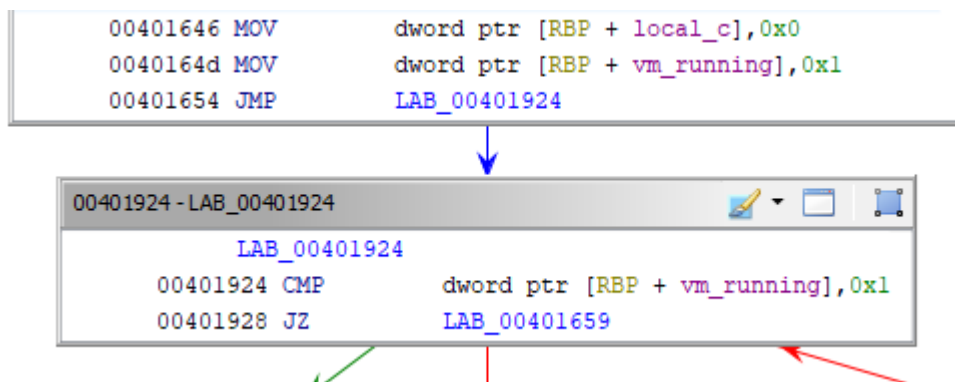 00401646 MOV dword ptr [RBP + local_c],0x0
0040164d MOV dword ptr [RBP + vm_running],0x1
00401654 JMP LAB_00401924
00401924 - LAB_00401924
LAB_00401924
00401924 CMP dword ptr [RBP + vm_running],0x1
00401928 JZ LAB_00401659